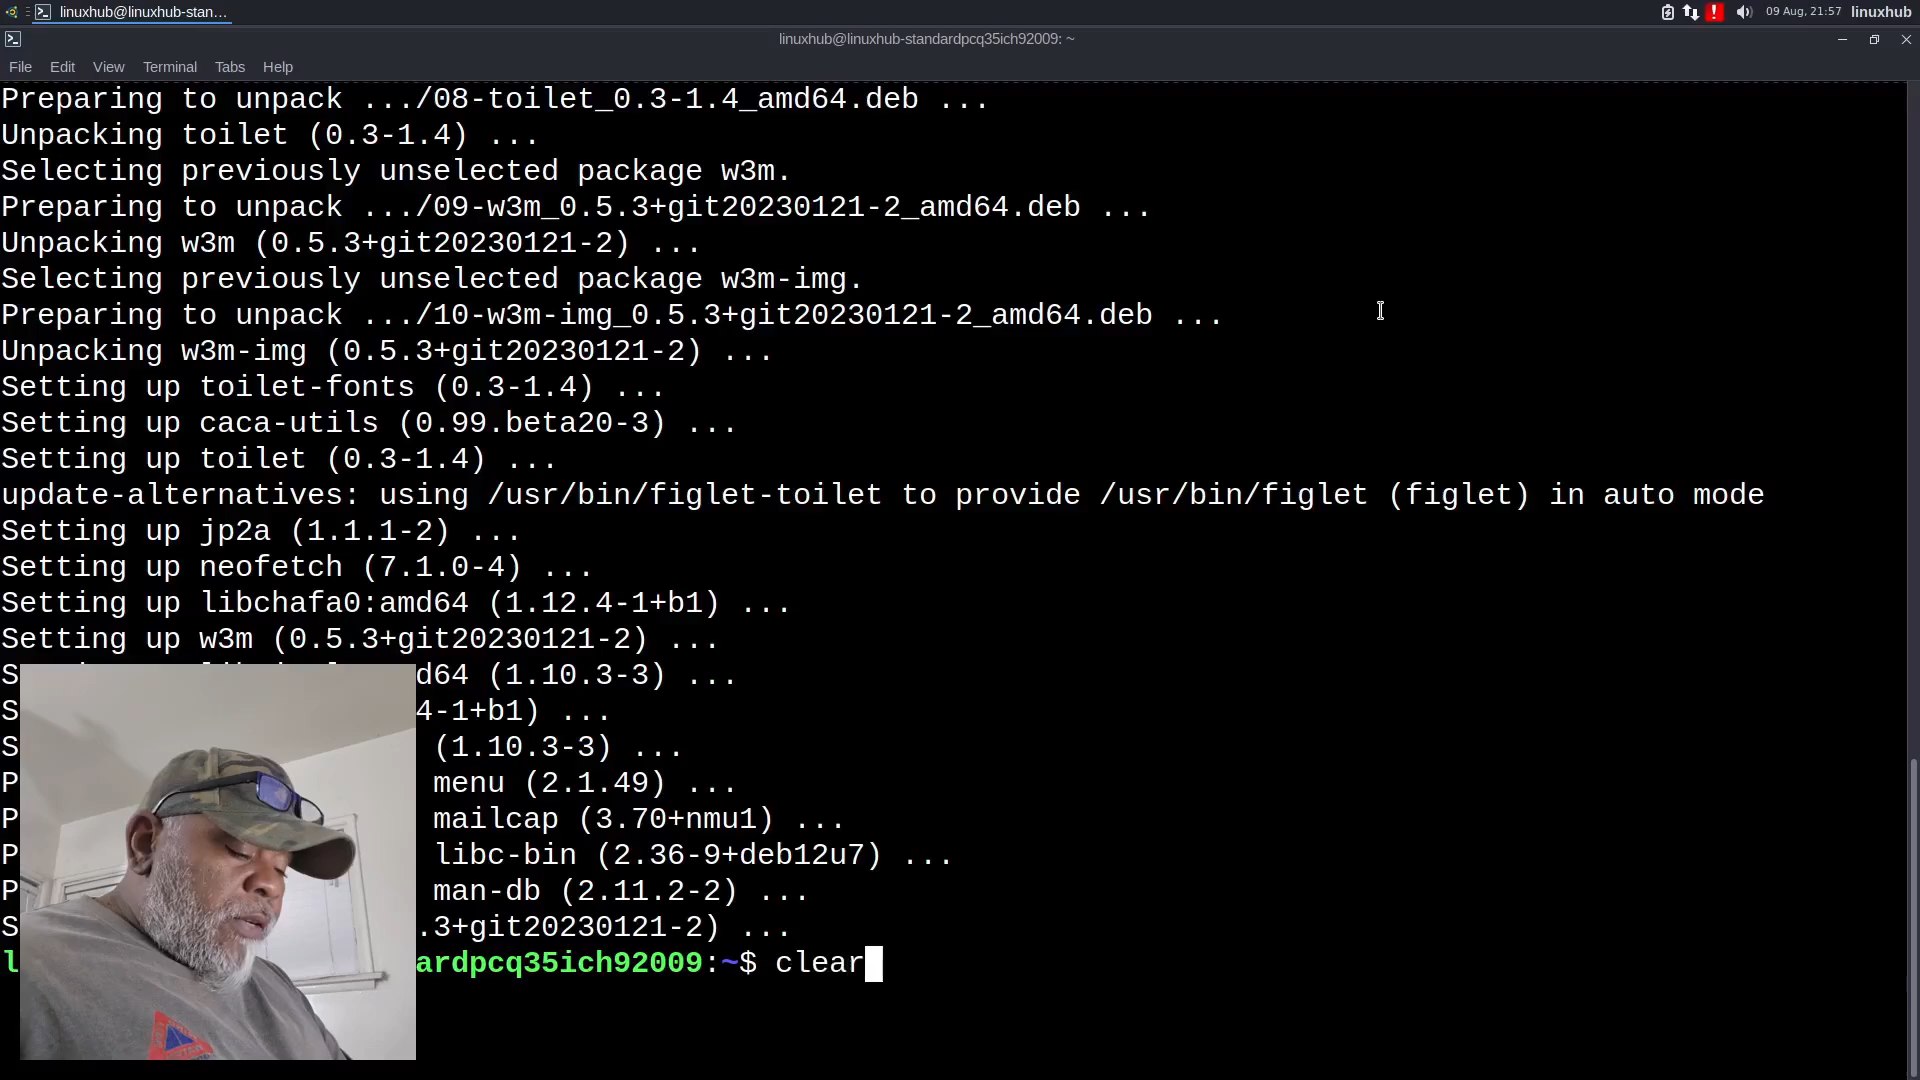 linuxhub@linuxhub-stan...
09 Aug, 21:57 linuxhub
linuxhub@linuxhub-standardpcq35ich92009: ~
File Edit View Terminal Tabs Help
Preparing to unpack .../08-toilet_0.3-1.4_amd64.deb ...
Unpacking toilet (0.3-1.4) ...
Selecting previously unselected package w3m.
Preparing to unpack .../09-w3m_0.5.3+git20230121-2_amd64.deb ...
Unpacking w3m (0.5.3+git20230121-2) ...
Selecting previously unselected package w3m-img.
Preparing to unpack .../10-w3m-img_0.5.3+git20230121-2_amd64.deb ...
Unpacking w3m-img (0.5.3+git20230121-2) ...
Setting up toilet-fonts (0.3-1.4) ...
Setting up caca-utils (0.99.beta20-3) ...
Setting up toilet (0.3-1.4) ...
update-alternatives: using /usr/bin/figlet-toilet to provide /usr/bin/figlet (figlet) in auto mode
Setting up jp2a (1.1.1-2) ...
Setting up neofetch (7.1.0-4) ...
Setting up libchafa0:amd64 (1.12.4-1+b1) ...
Setting up w3m (0.5.3+git20230121-2) ...
S d64 (1.10.3-3) ...
S 4-1+b1) ...
S (1.10.3-3) ...
P menu (2.1.49) ...
P mailcap (3.70+nmu1) ...
P libc-bin (2.36-9+deb12u7) ...
P man-db (2.11.2-2) ...
S .3+git20230121-2) ...
l ardpcq35ich92009:~$ clear